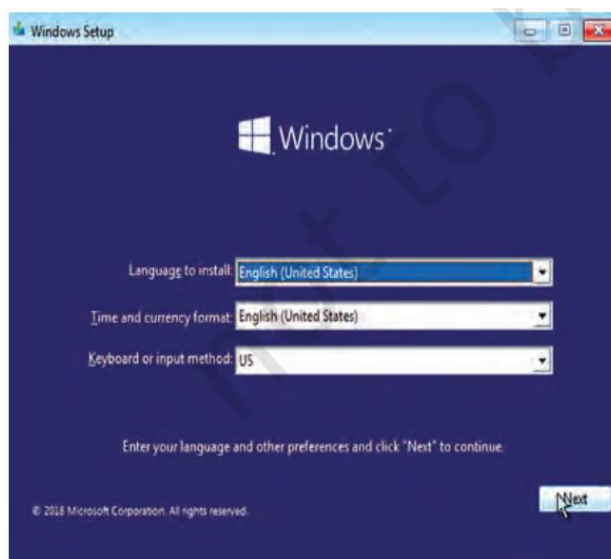 Windows Setup
Windows
Language to install: English (United States)
Time and currency format: English (United States)
Keyboard or input method: US
Enter your language and other preferences and click "Next" to continue.
© 2018 Microsoft Corporation. All rights reserved.
Next
not to b